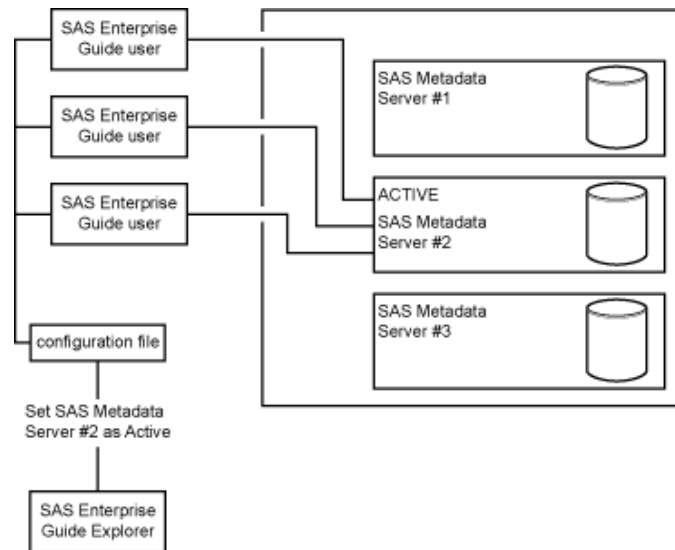 SAS Enterprise
Guide user
SAS Enterprise
Guide user
SAS Enterprise
Guide user
configuration file
Set SAS Metadata
Server #2 as Active
SAS Enterprise
Guide Explorer
SAS Metadata
Server #1
ACTIVE
SAS Metadata
Server #2
SAS Metadata
Server #3